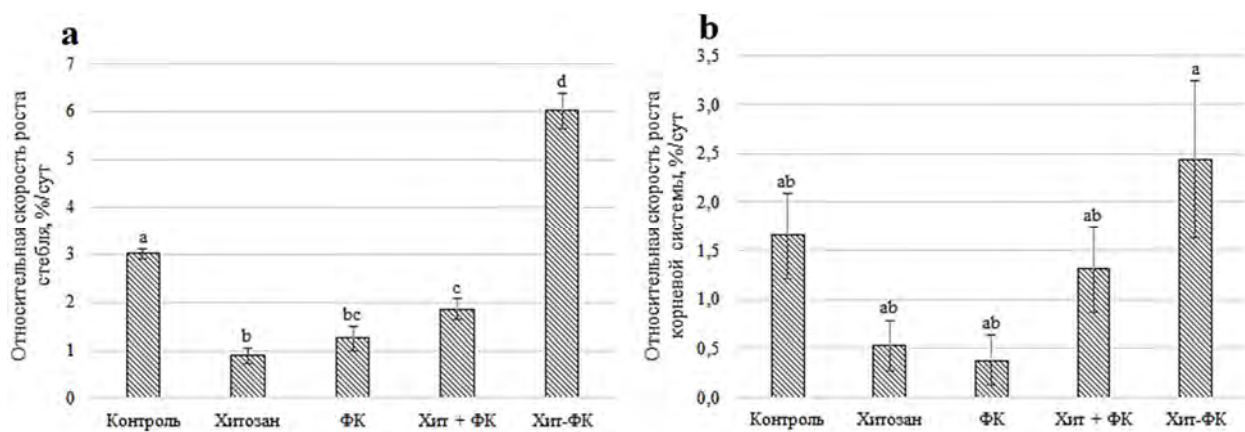 a
Относительная скорость роста
стебля, %/сут
7
6
5
4
3
2
1
0
a
b
bc
c
d
Контроль
Хитозан
ФК
Хит + ФК
Хит-ФК
b
Относительная скорость роста
корневой системы, %/сут
3,5
3,0
2,5
2,0
1,5
1,0
0,5
0,0
ab
ab
ab
ab
a
Контроль
Хитозан
ФК
Хит + ФК
Хит-ФК